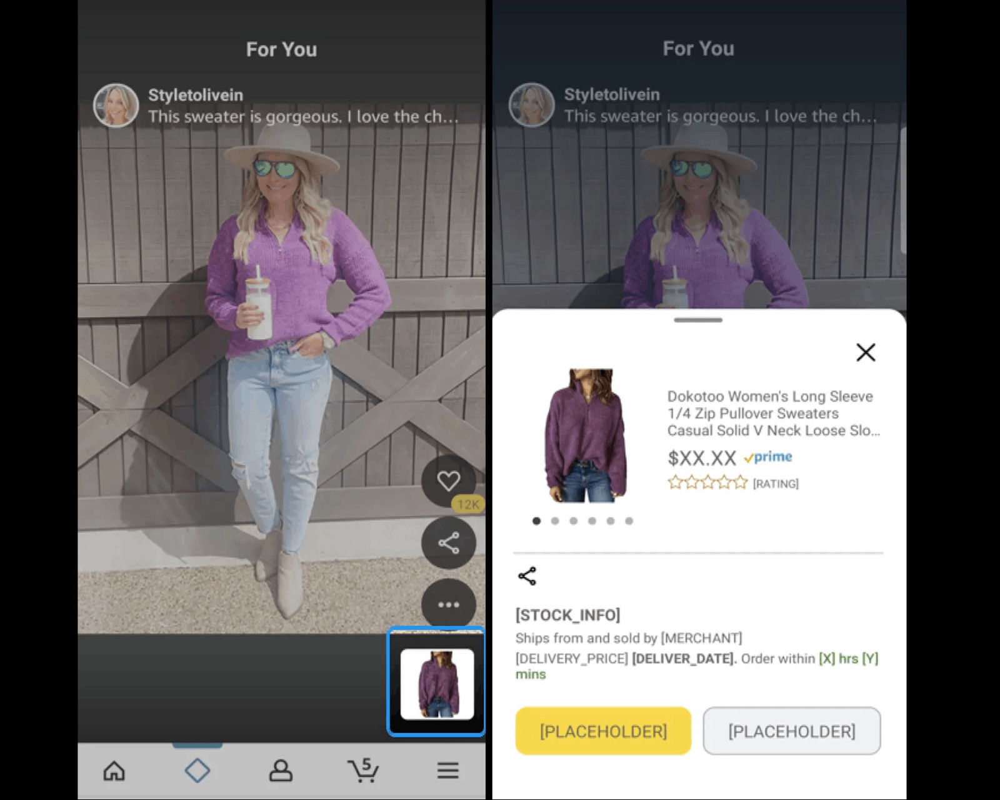 For You
Styletolivein
This sweater is gorgeous. I love the ch...
12K
5
For You
Styletolivein
This sweater is gorgeous. I love the ch...
Dokotoo Women's Long Sleeve
1/4 Zip Pullover Sweaters
Casual Solid V Neck Loose Slo...
$XX.XX prime
[RATING]
[STOCK_INFO]
Ships from and sold by [MERCHANT]
[DELIVERY_PRICE] [DELIVER_DATE]. Order within [X] hrs [Y]
mins
[PLACEHOLDER] [PLACEHOLDER]